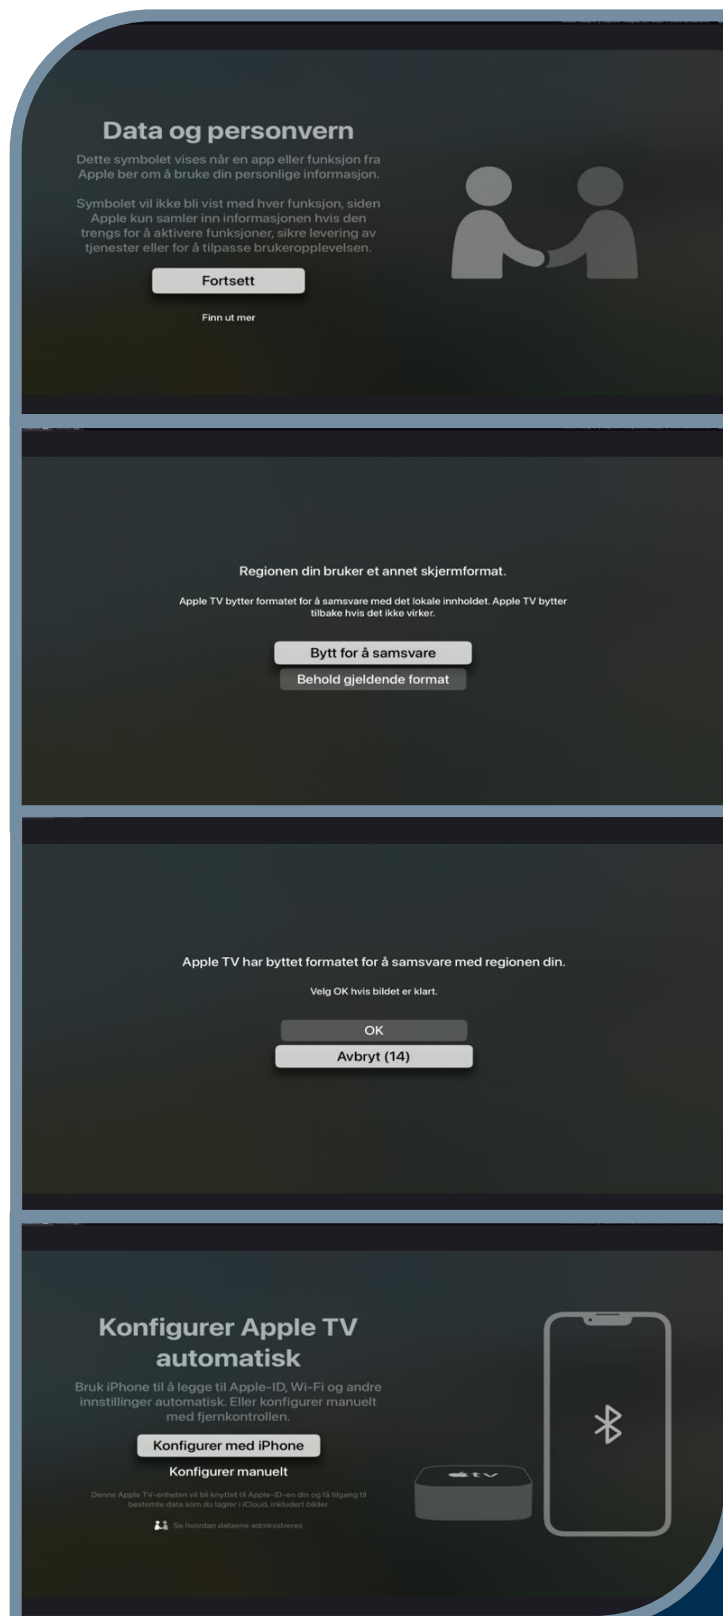 Data og personvern
Dette symbolet vises når en app eller funksjon fra
Apple ber om å bruke din personlige informasjon.
Symbolet vil ikke bli vist med hver funksjon, siden
Apple kun samler inn informasjonen hvis den
trengs for å aktivere funksjoner, sikre levering av
tjenester eller for å tilpasse brukeropplevelsen.
Fortsett
Finn ut mer
Regionen din bruker et annet skjermformat.
Apple TV bytter formatet for å samsvare med det lokale innholdet. Apple TV bytter
tilbake hvis det ikke virker.
Bytt for å samsvare
Behold gjeldende format
Apple TV har byttet formatet for å samsvare med regionen din.
Velg OK hvis bildet er klart.
OK
Avbryt (14)
Konfigurer Apple TV
automatisk
Bruk iPhone til å legge til Apple-ID, Wi-Fi og andre
innstillinger automatisk. Eller konfigurer manuelt
med fjernkontrollen.
Konfigurer med iPhone
Konfigurer manuelt
Denne Apple TV-enheten vil bli knyttet til Apple-ID-en din og få tilgang til
bestemte data som du lagrer i iCloud, inkludert bilder.
Se hvordan dataene administreres
tv